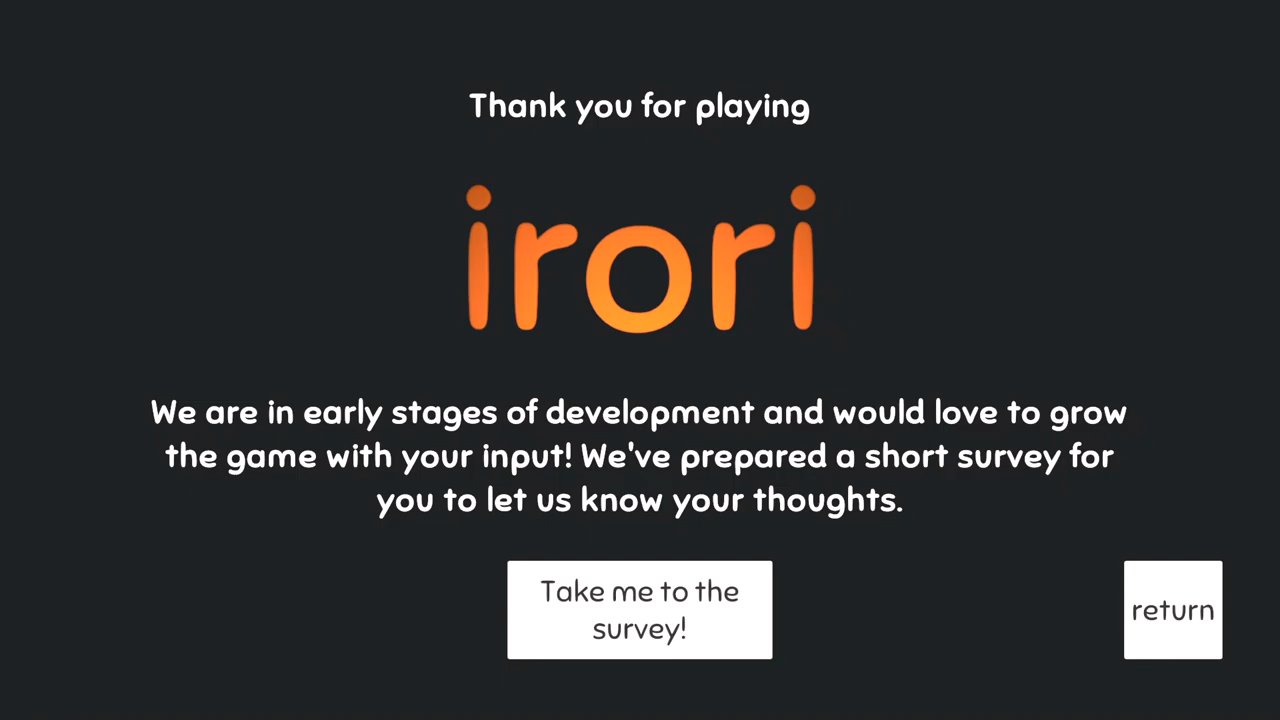 Thank you for playing
irori
We are in early stages of development and would love to grow
the game with your input! We've prepared a short survey for
you to let us know your thoughts.
Take me to the
survey!
return